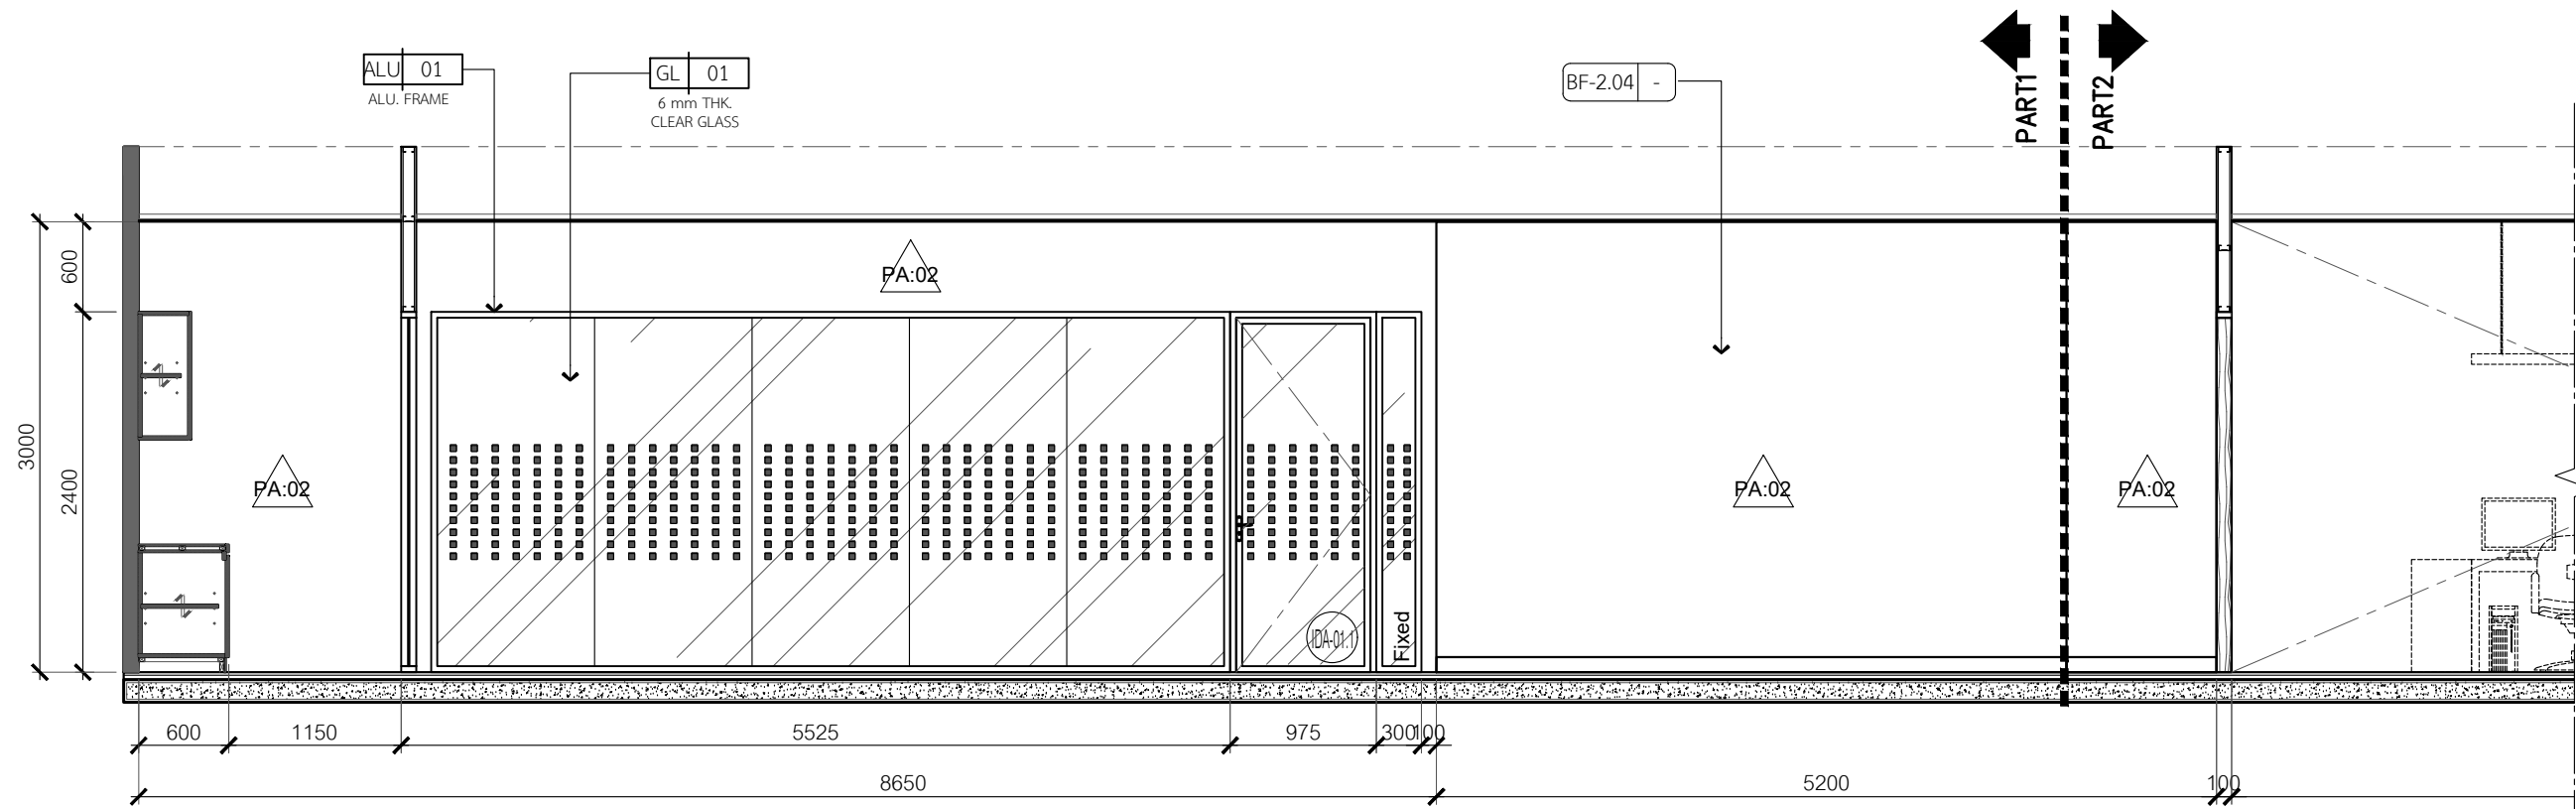 ALU 01
ALU. FRAME
GL 01
6 mm THK.
CLEAR GLASS
BF-2.04 -
PART1
PART2
PA:02
600
3000
2400
PA:02
PA:02
PA:02
IDA-01.1
Fixed
600
1150
5525
975
300
100
8650
5200
100